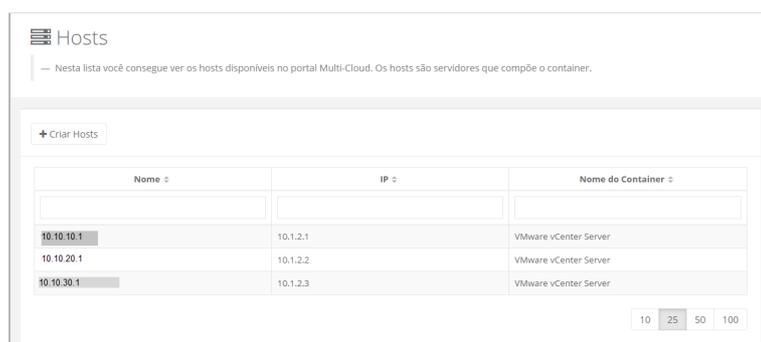 Hosts
— Nesta lista você consegue ver os hosts disponíveis no portal Multi-Cloud. Os hosts são servidores que compõe o container.
+ Criar Hosts
Nome IP Nome do Container
10.10.10.1 10.1.2.1 VMware vCenter Server
10.10.20.1 10.1.2.2 VMware vCenter Server
10.10.30.1 10.1.2.3 VMware vCenter Server
10 25 50 100